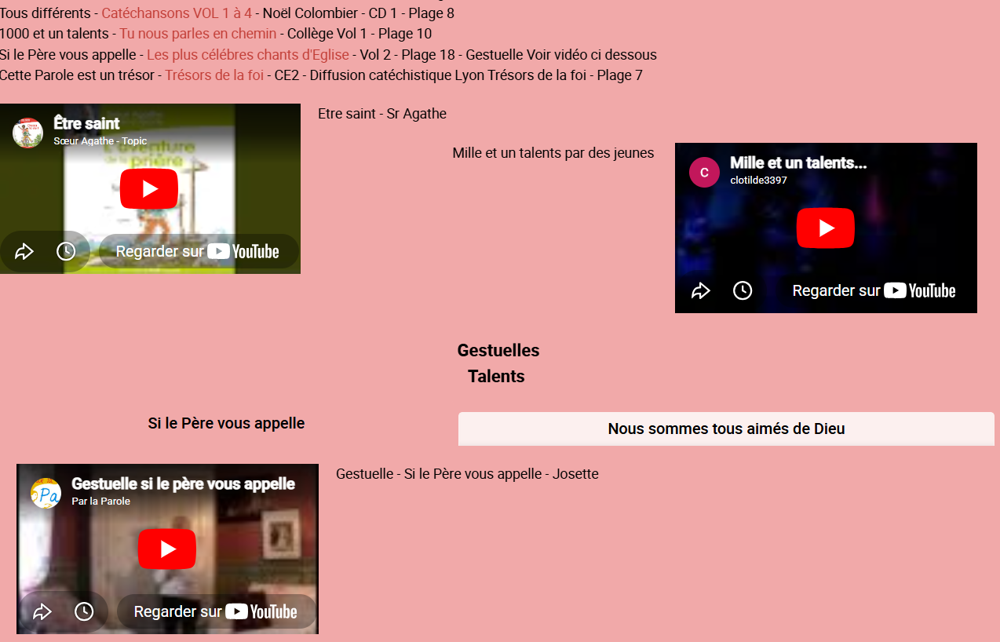 Tous différents - Catéchansons VOL 1 à 4 - Noël Colombier - CD 1 - Plage 8
1000 et un talents - Tu nous parles en chemin - Collège Vol 1 - Plage 10
Si le Père vous appelle - Les plus célébres chants d'Eglise - Vol 2 - Plage 18 - Gestuelle Voir vidéo ci dessous
Cette Parole est un trésor - Trésors de la foi - CE2 - Diffusion catéchistique Lyon Trésors de la foi - Plage 7
Être saint
Sœur Agathe - Topic
l'aventure
de la prière
Regarder sur YouTube
Etre saint - Sr Agathe
Mille et un talents par des jeunes
C
Mille et un talents...
clotilde3397
Regarder sur YouTube
Gestuelles
Talents
Si le Père vous appelle
Nous sommes tous aimés de Dieu
Pa
Gestuelle si le père vous appelle
Par la Parole
Regarder sur YouTube
Gestuelle - Si le Père vous appelle - Josette